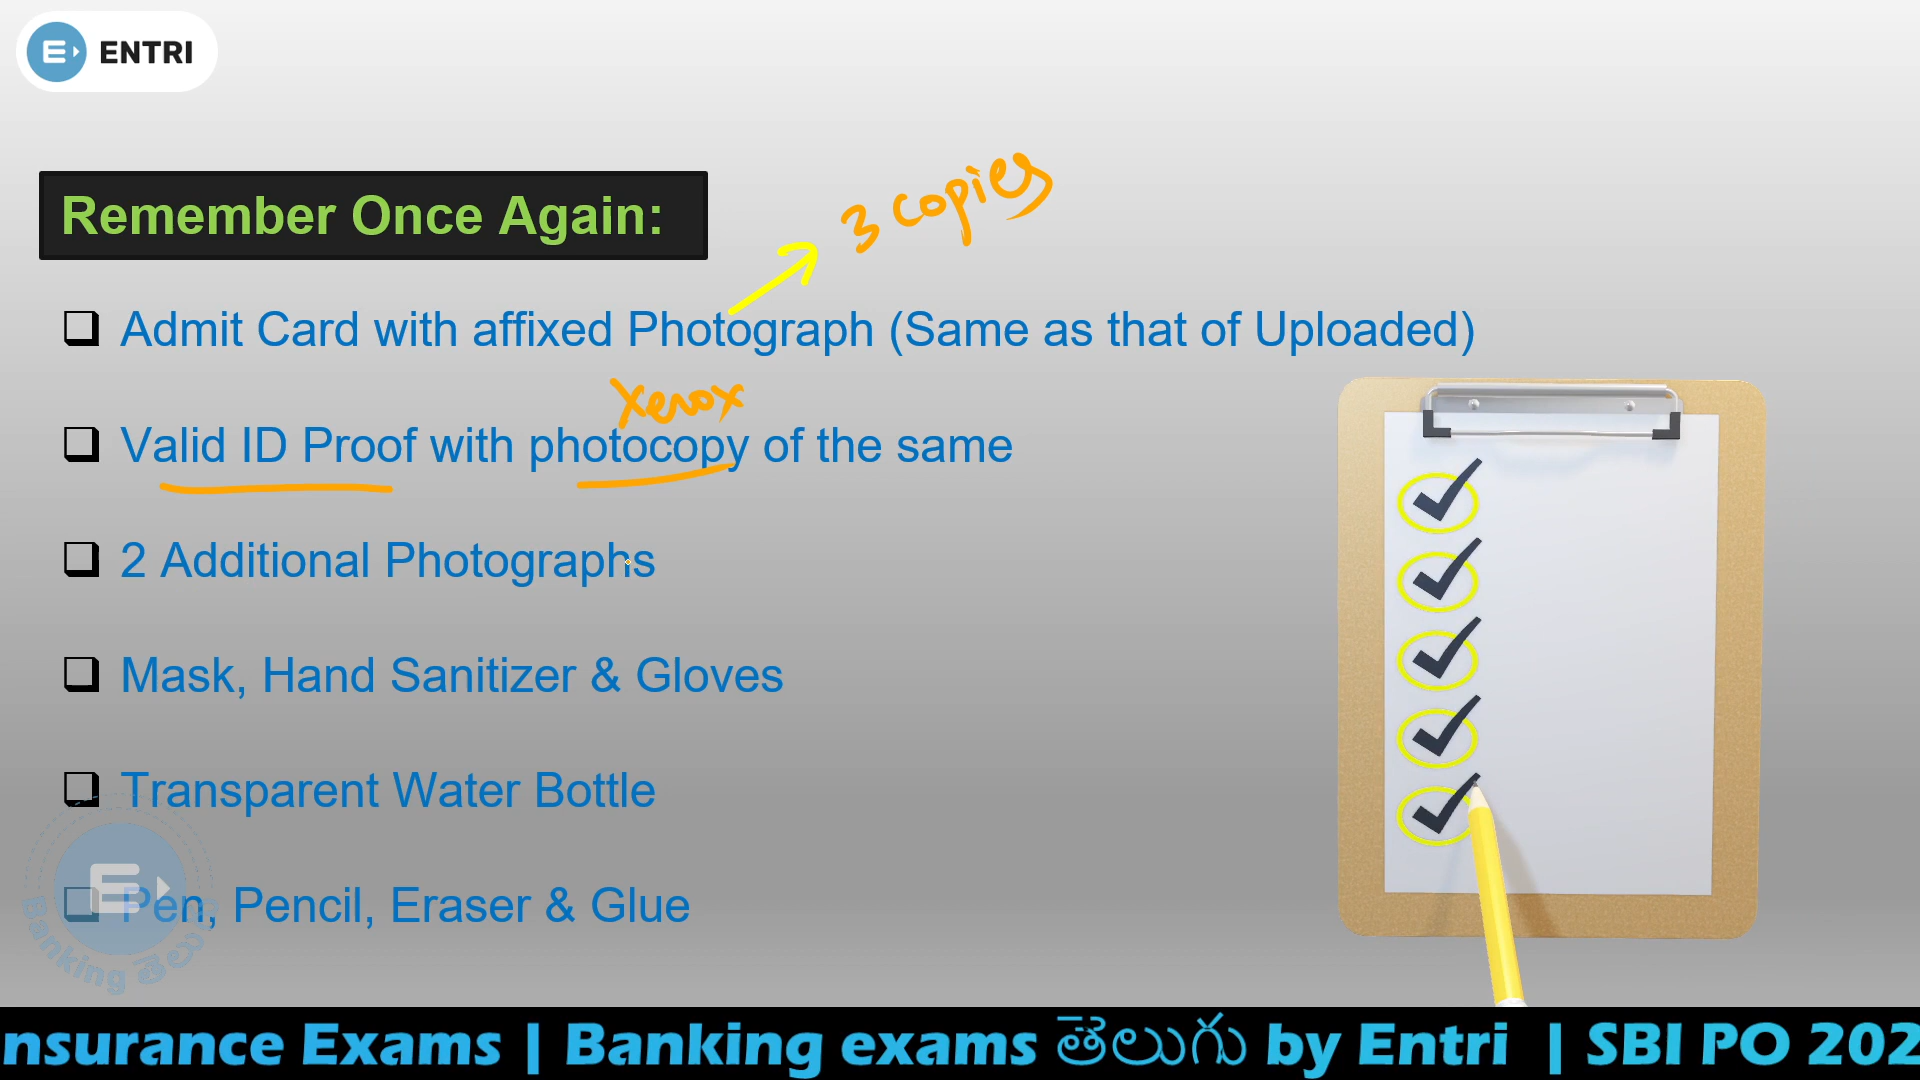 ENTRI
3 copies
Remember Once Again:
Admit Card with affixed Photograph (Same as that of Uploaded)
xerox
Valid ID Proof with photocopy of the same
2 Additional Photographs
Mask, Hand Sanitizer & Gloves
Transparent Water Bottle
Pen, Pencil, Eraser & Glue
Banking తెలుగు
nsurance Exams | Banking exams తెలుగు by Entri | SBI PO 202